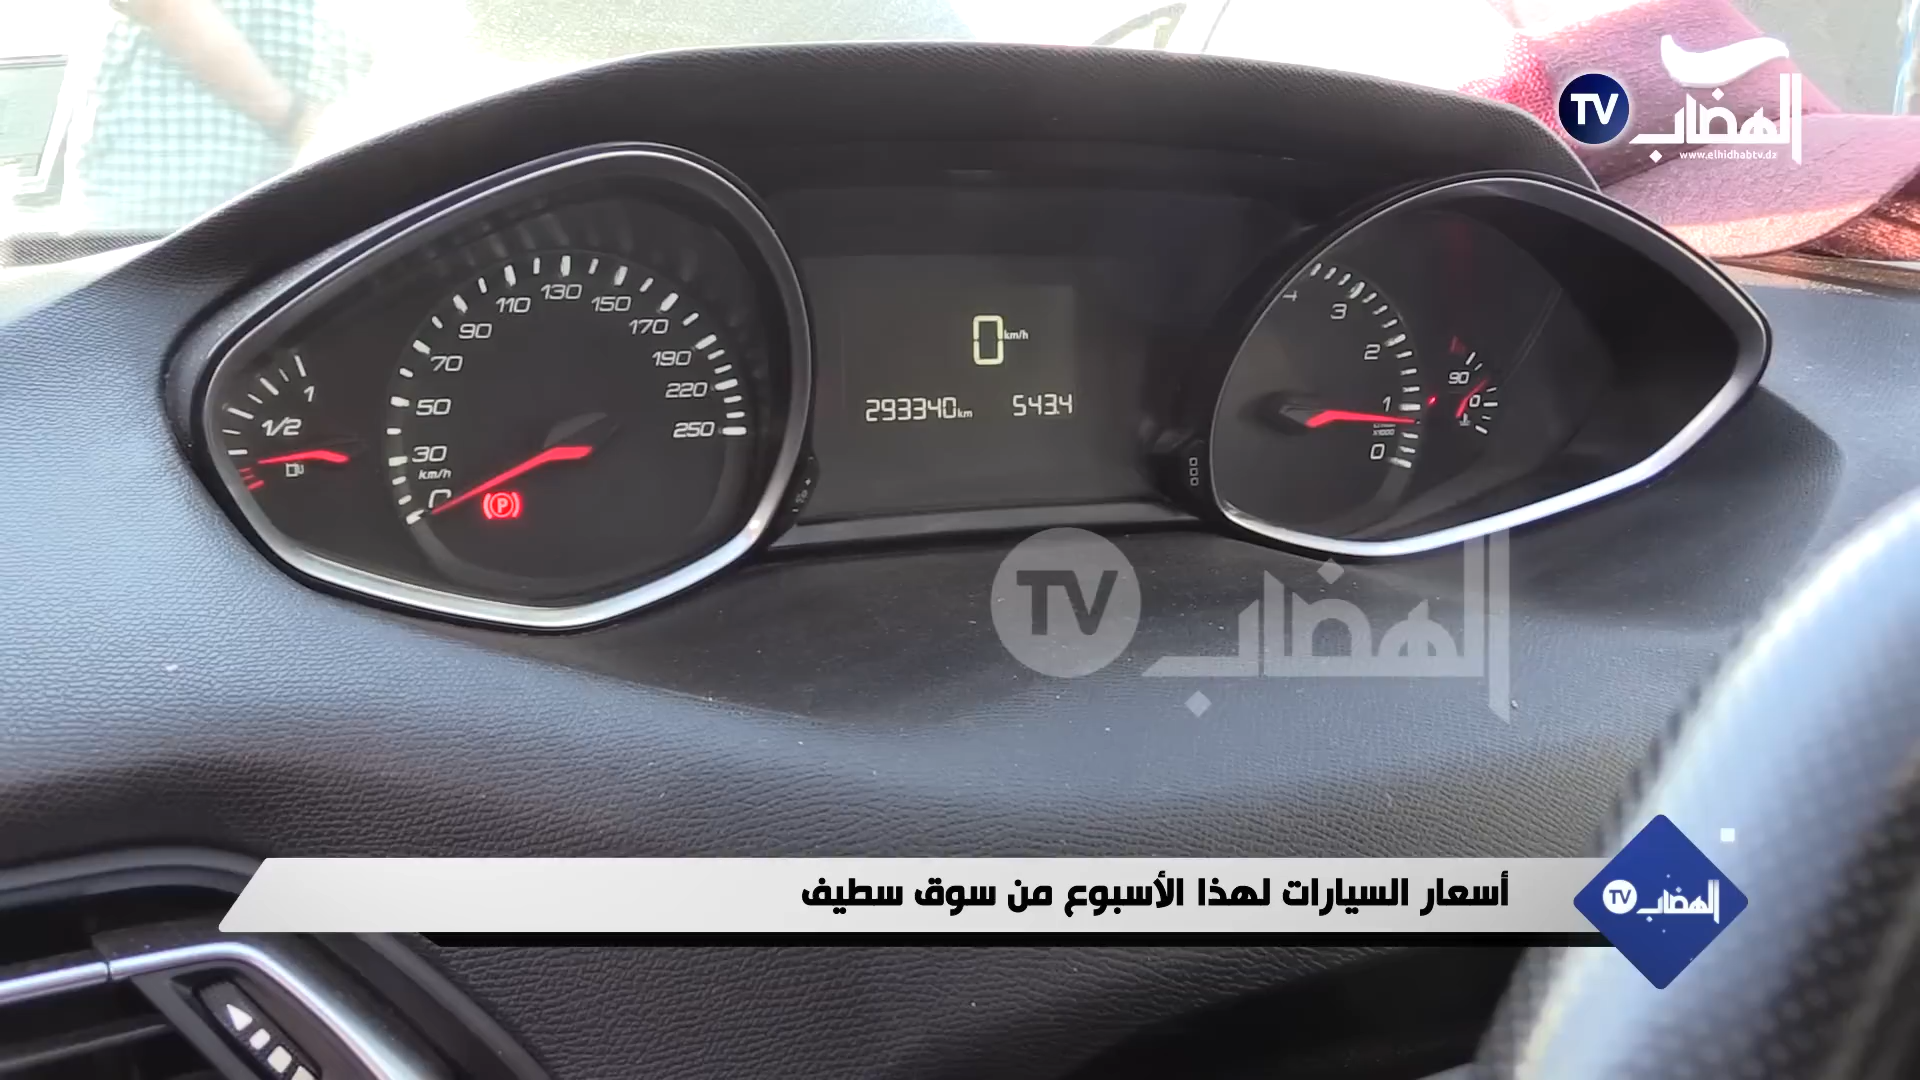 TV الهضاب
www.elhidhabtv.dz
1
1/2
130
110
150
90
170
70
190
50
220
30
250
km/h
0
P
0 km/h
293340 km
543.4
4
3
2
1
X1000
0
90
TV الهضاب
أسعار السيارات لهذا الأسبوع من سوق سطيف
TV الهضاب